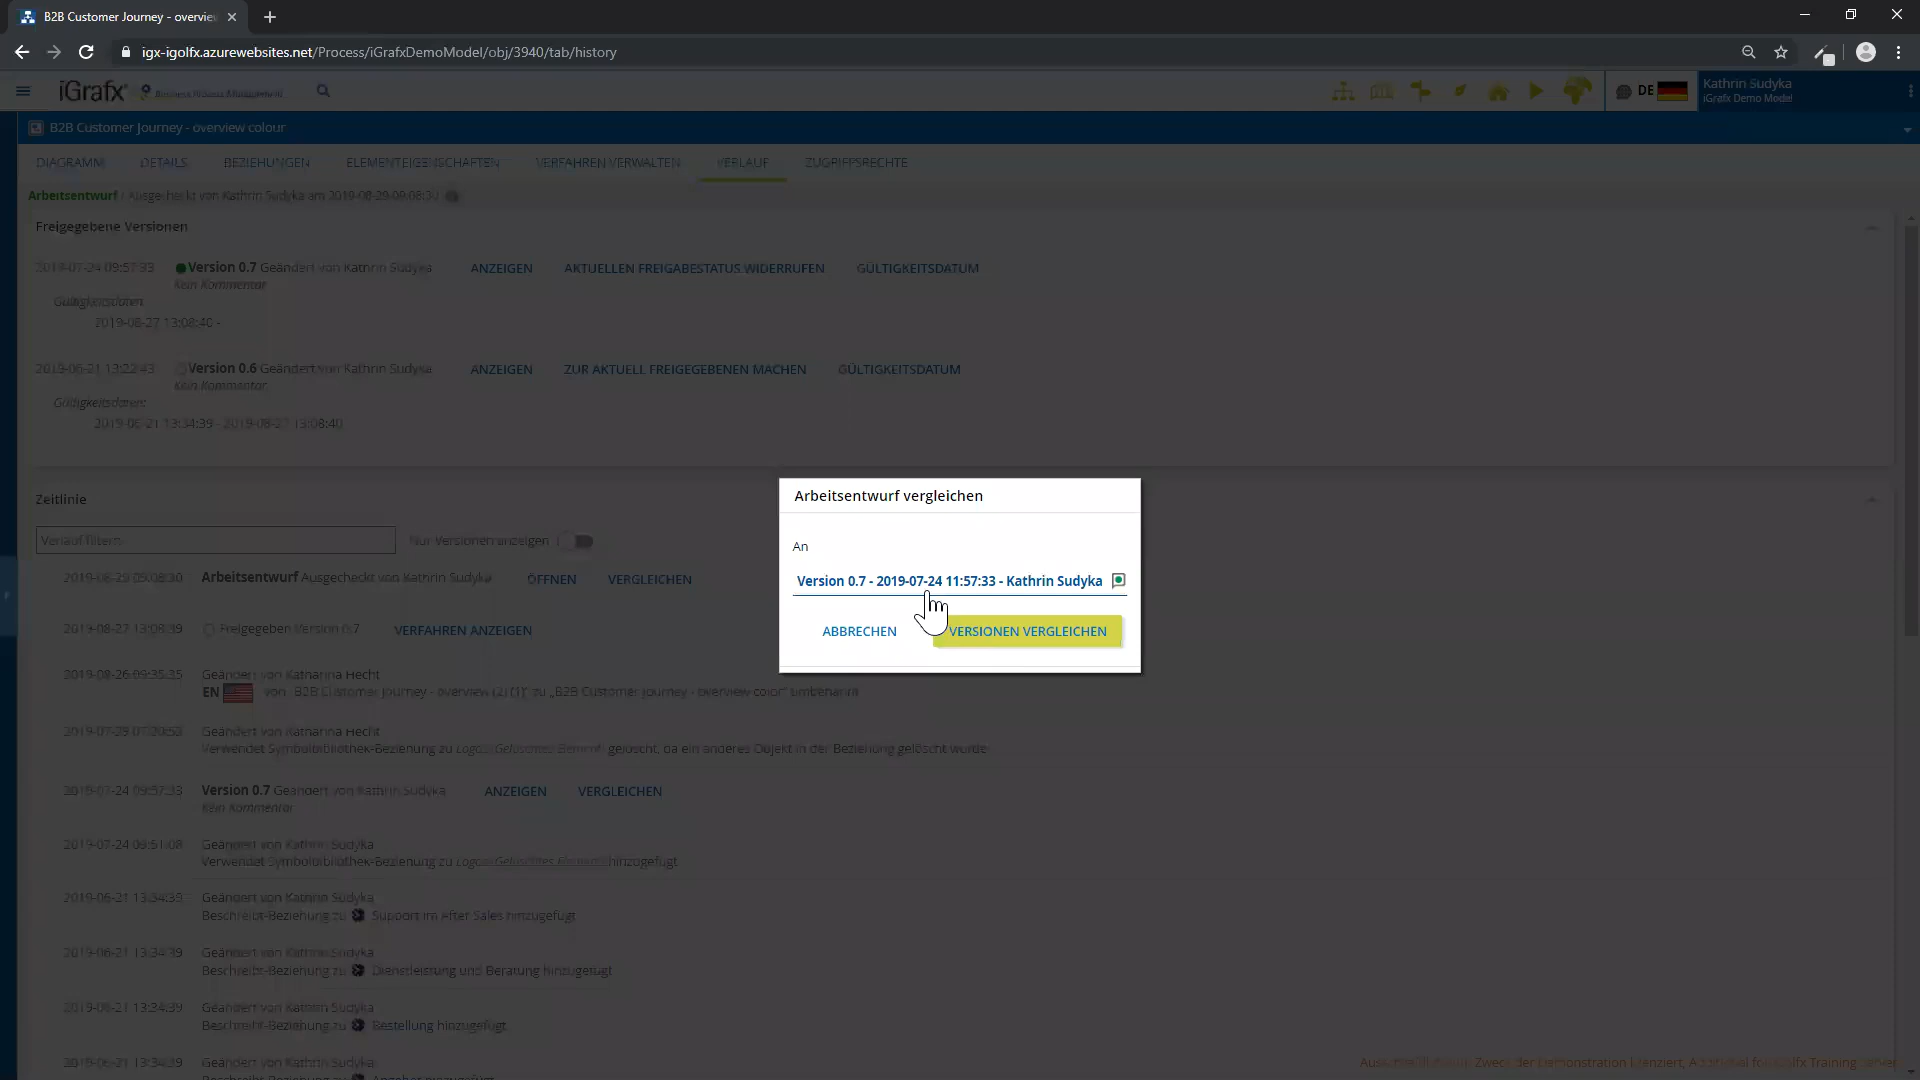 B2B Customer Journey - overvie
igx-igolfx.azurewebsites.net/Process/iGrafxDemoModel/obj/3940/tab/history
iGrafx
DE
Kathrin Sudyka
iGrafx Demo Model
B2B Customer Journey - overview colour
DIAGRAMM DETAILS BEZIEHUNGEN ELEMENTEIGENSCHAFTEN VERFAHREN VERWALTEN VERLAUF ZUGRIFFSRECHTE
Arbeitsentwurf / Ausgecheckt von Kathrin Sudyka am 2019-08-29 09:08:30
Freigegebene Versionen
2019-07-24 09:57:33 Version 0.7 Geändert von Kathrin Sudyka ANZEIGEN AKTUELLEN FREIGABESTATUS WIDERRUFEN GÜLTIGKEITSDATUM
Kein Kommentar
Gültigkeitsdaten:
2019-08-27 13:08:40 -
2019-06-21 13:22:43 Version 0.6 Geändert von Kathrin Sudyka ANZEIGEN ZUR AKTUELL FREIGEGEBENEN MACHEN GÜLTIGKEITSDATUM
Kein Kommentar
Gültigkeitsdaten:
2019-06-21 13:34:39 - 2019-08-27 13:08:40
Zeitlinie
Verlauf filtern Nur Versionen anzeigen
2019-08-29 09:08:30 Arbeitsentwurf Ausgecheckt von Kathrin Sudyka ÖFFNEN VERGLEICHEN
2019-08-27 13:08:39 Freigegeben Version 0.7 VERFAHREN ANZEIGEN
2019-08-26 09:35:35 Geändert von Katharina Hecht
EN von „B2B Customer Journey - overview (2) (1)“ zu „B2B Customer Journey - overview color“ umbenannt
Geändert von Katharina Hecht
Verwendet Symbolbibliothek-Beziehung zu Logos, Gelöschtes Element gelöscht, da ein anderes Objekt in der Beziehung gelöscht wurde
2019-07-24 09:57:33 Version 0.7 Geändert von Kathrin Sudyka ANZEIGEN VERGLEICHEN
Kein Kommentar
2019-07-24 09:51:08 Geändert von Kathrin Sudyka
Verwendet Symbolbibliothek-Beziehung zu Logos, Gelöschtes Element hinzugefügt
2019-06-21 13:34:39 Geändert von Kathrin Sudyka
Beschreibt-Beziehung zu Support im After Sales hinzugefügt
2019-06-21 13:34:39 Geändert von Kathrin Sudyka
Beschreibt-Beziehung zu Dienstleistung und Beratung hinzugefügt
2019-06-21 13:34:39 Geändert von Kathrin Sudyka
Beschreibt-Beziehung zu Bestellung hinzugefügt
2019-06-21 13:34:39 Geändert von Kathrin Sudyka
Beschreibt-Beziehung zu Angebot hinzugefügt
Arbeitsentwurf vergleichen
An
Version 0.7 - 2019-07-24 11:57:33 - Kathrin Sudyka
ABBRECHEN VERSIONEN VERGLEICHEN
Zweck der Demonstration lizenziert,